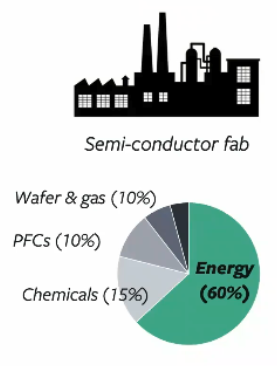 Semi-conductor fab
Wafer & gas (10%)
PFCs (10%)
Energy
(60%)
Chemicals (15%)